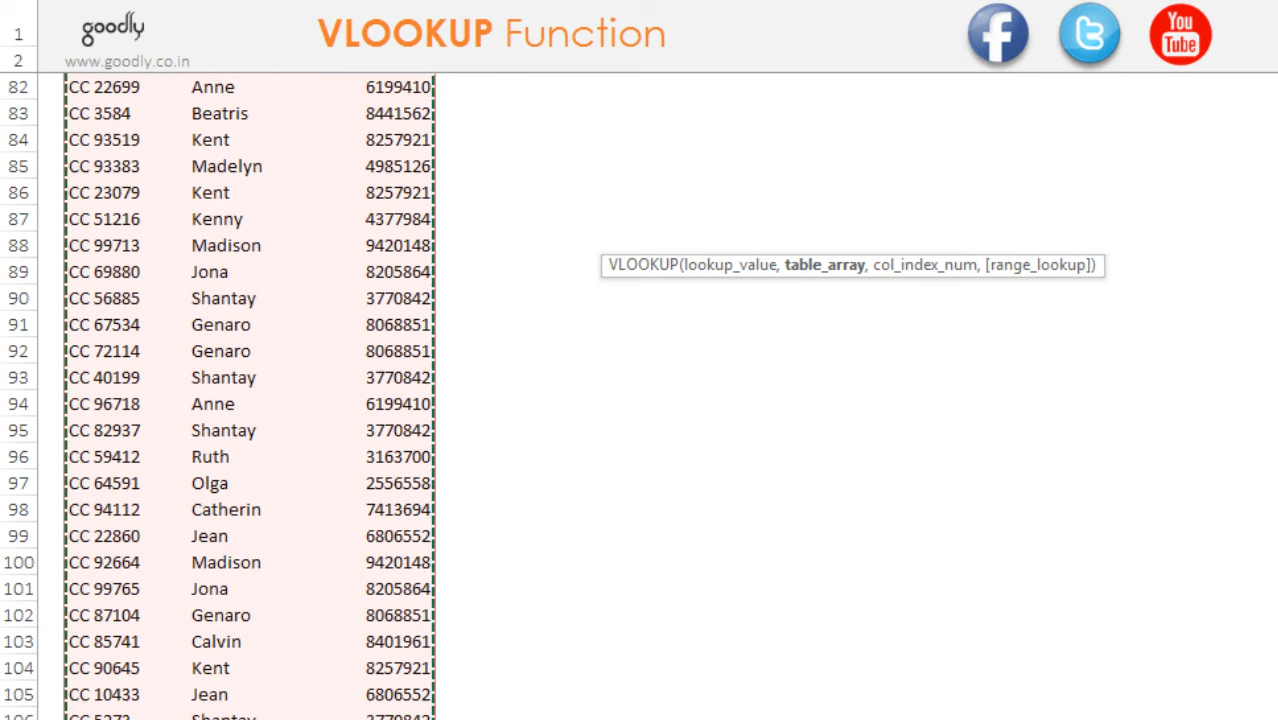 1 goodly VLOOKUP Function f t You Tube
2 www.goodly.co.in
82 CC 22699 Anne 6199410
83 CC 3584 Beatris 8441562
84 CC 93519 Kent 8257921
85 CC 93383 Madelyn 4985126
86 CC 23079 Kent 8257921
87 CC 51216 Kenny 4377984
88 CC 99713 Madison 9420148
VLOOKUP(lookup_value, table_array, col_index_num, [range_lookup])
89 CC 69880 Jona 8205864
90 CC 56885 Shantay 3770842
91 CC 67534 Genaro 8068851
92 CC 72114 Genaro 8068851
93 CC 40199 Shantay 3770842
94 CC 96718 Anne 6199410
95 CC 82937 Shantay 3770842
96 CC 59412 Ruth 3163700
97 CC 64591 Olga 2556558
98 CC 94112 Catherin 7413694
99 CC 22860 Jean 6806552
100 CC 92664 Madison 9420148
101 CC 99765 Jona 8205864
102 CC 87104 Genaro 8068851
103 CC 85741 Calvin 8401961
104 CC 90645 Kent 8257921
105 CC 10433 Jean 6806552
106 CC 5273 Shantay 3770842